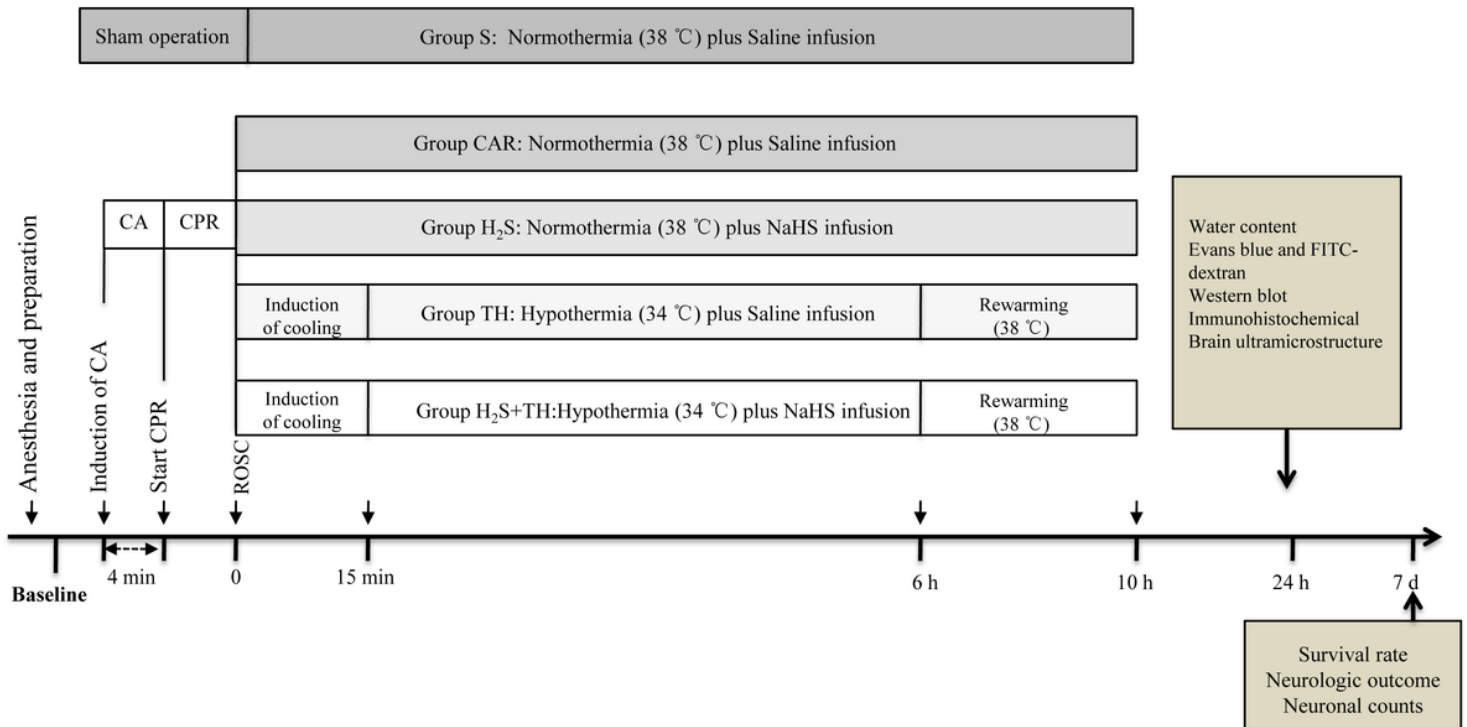 Sham operation
Group S: Normothermia (38 ℃) plus Saline infusion
Group CAR: Normothermia (38 ℃) plus Saline infusion
CA
CPR
Group H₂S: Normothermia (38 ℃) plus NaHS infusion
Induction
of cooling
Group TH: Hypothermia (34 ℃) plus Saline infusion
Rewarming
(38 ℃)
Induction
of cooling
Group H₂S+TH:Hypothermia (34 ℃) plus NaHS infusion
Rewarming
(38 ℃)
Anesthesia and preparation
Induction of CA
Start CPR
ROSC
Water content
Evans blue and FITC-
dextran
Western blot
Immunohistochemical
Brain ultramicrostructure
Baseline
4 min
0
15 min
6 h
10 h
24 h
7 d
Survival rate
Neurologic outcome
Neuronal counts